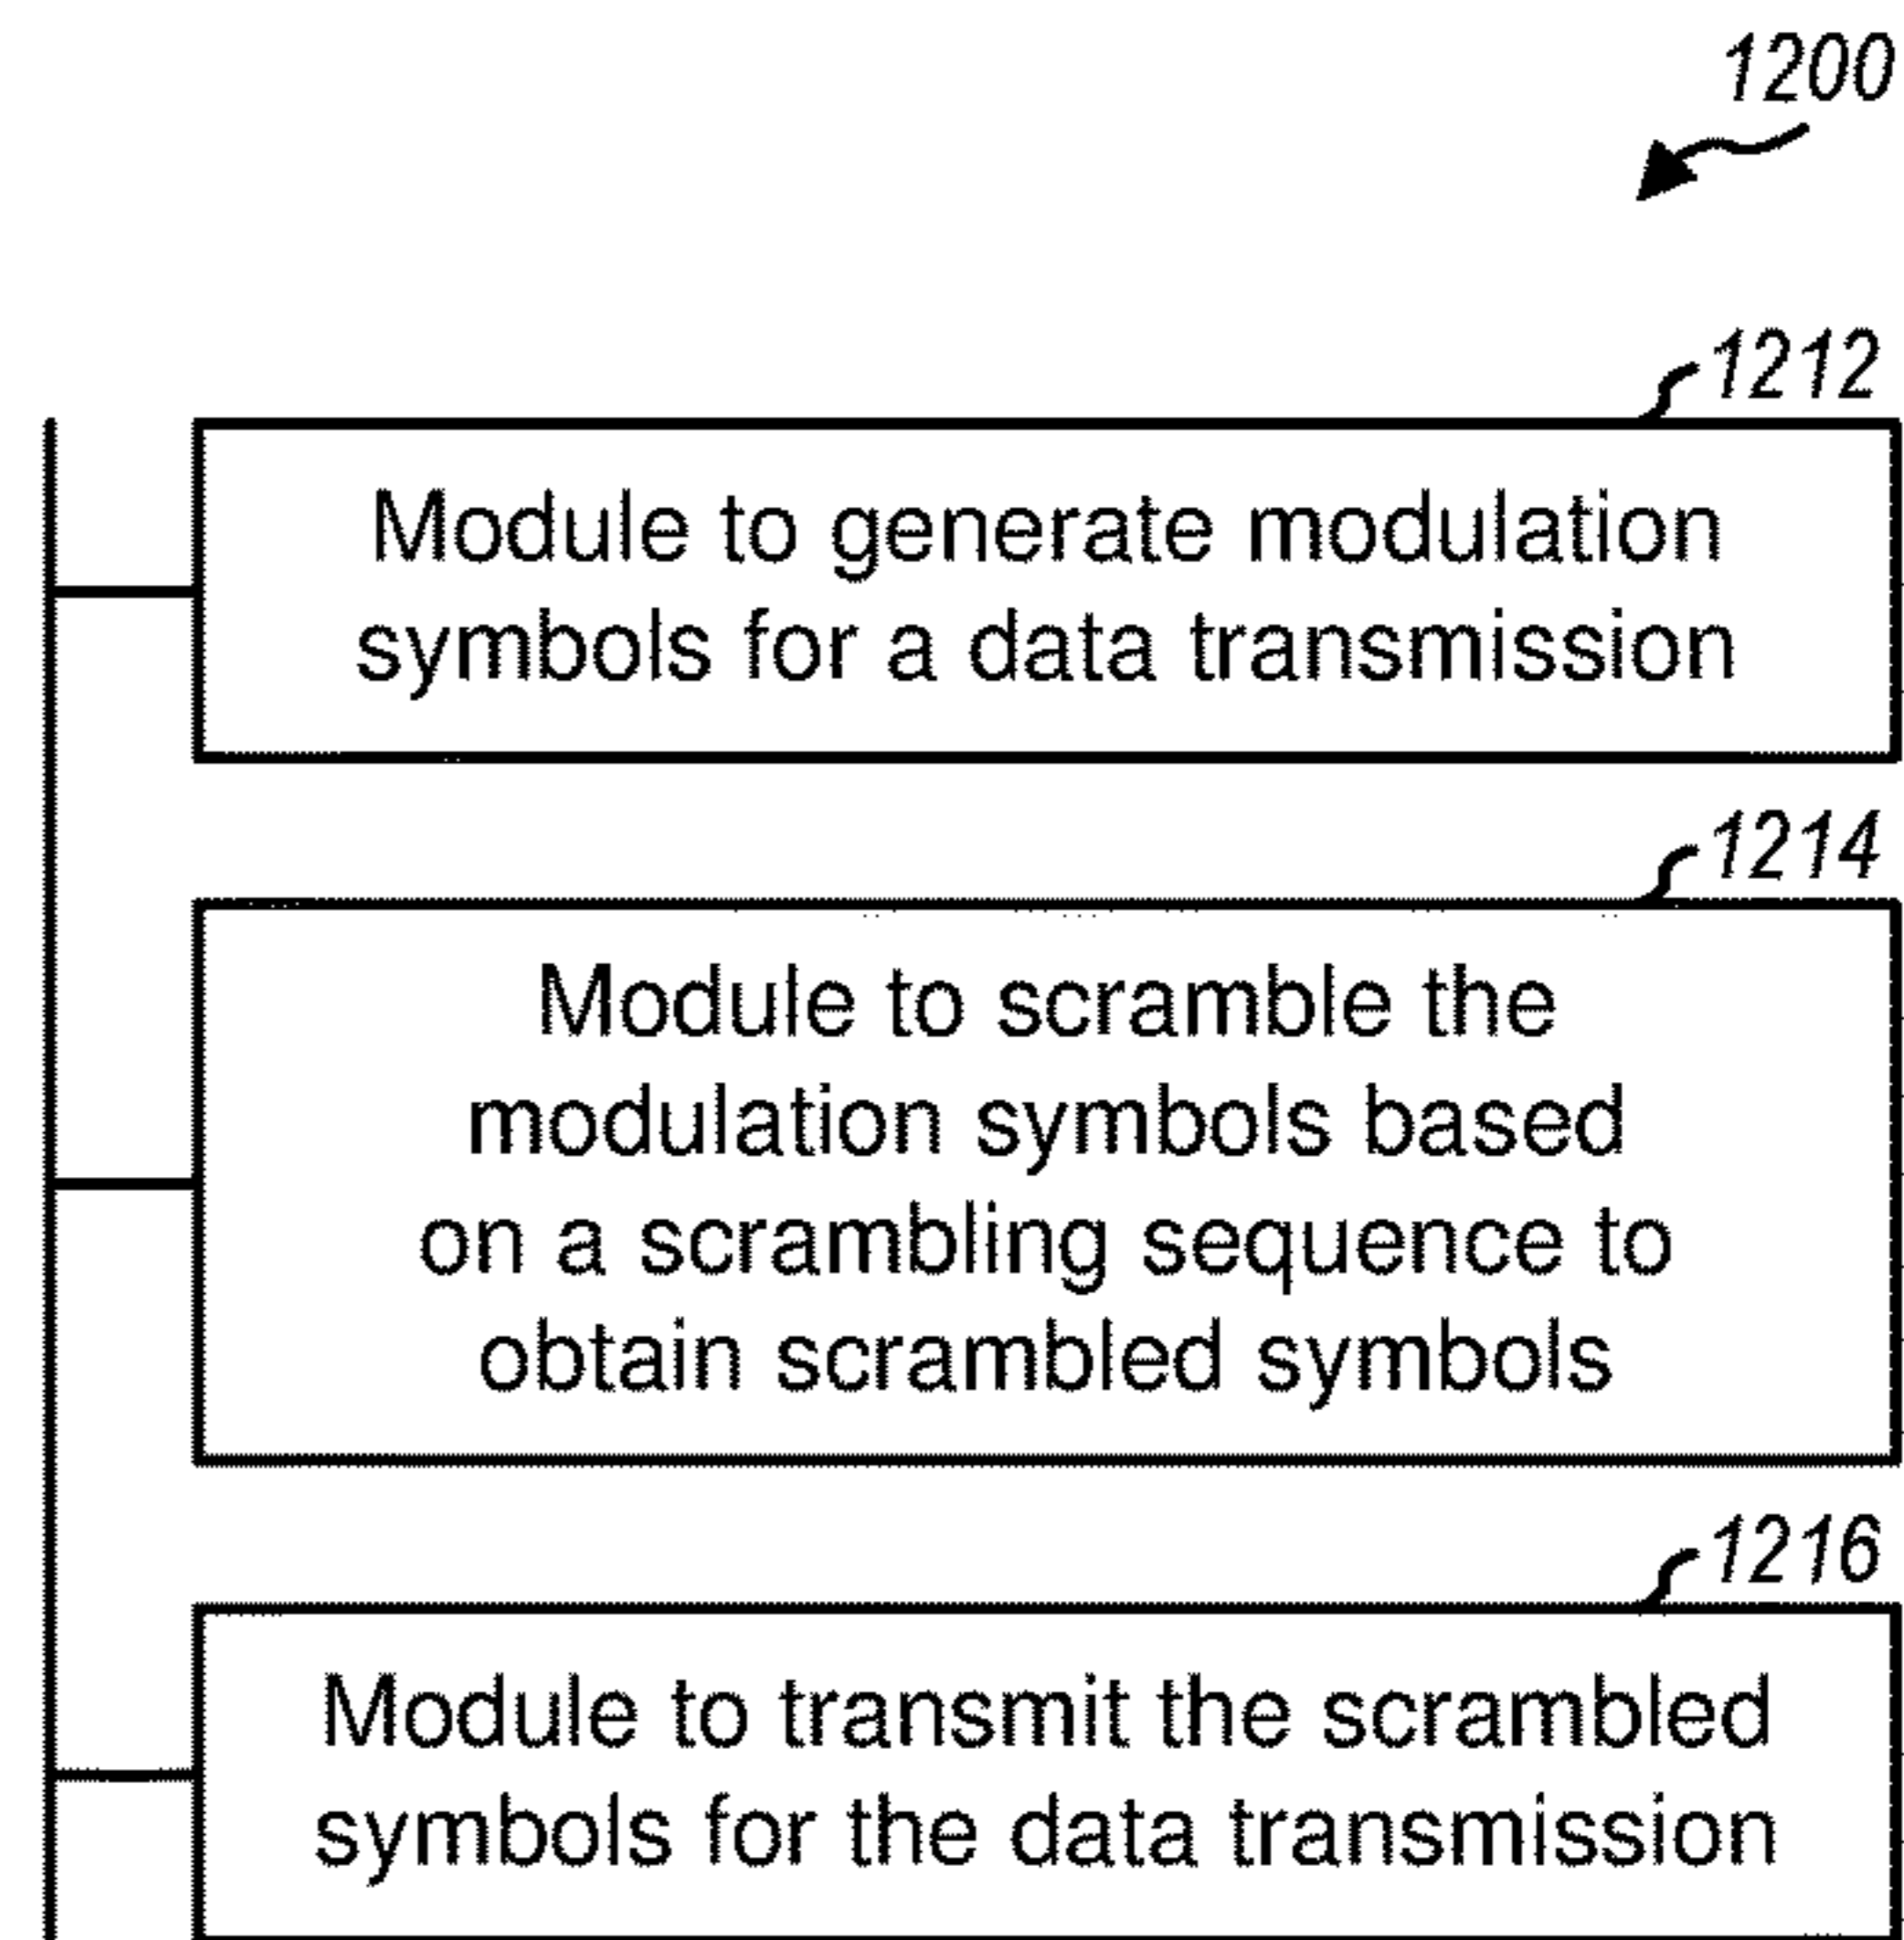 1200
1212
Module to generate modulation
symbols for a data transmission
1214
Module to scramble the
modulation symbols based
on a scrambling sequence to
obtain scrambled symbols
1216
Module to transmit the scrambled
symbols for the data transmission